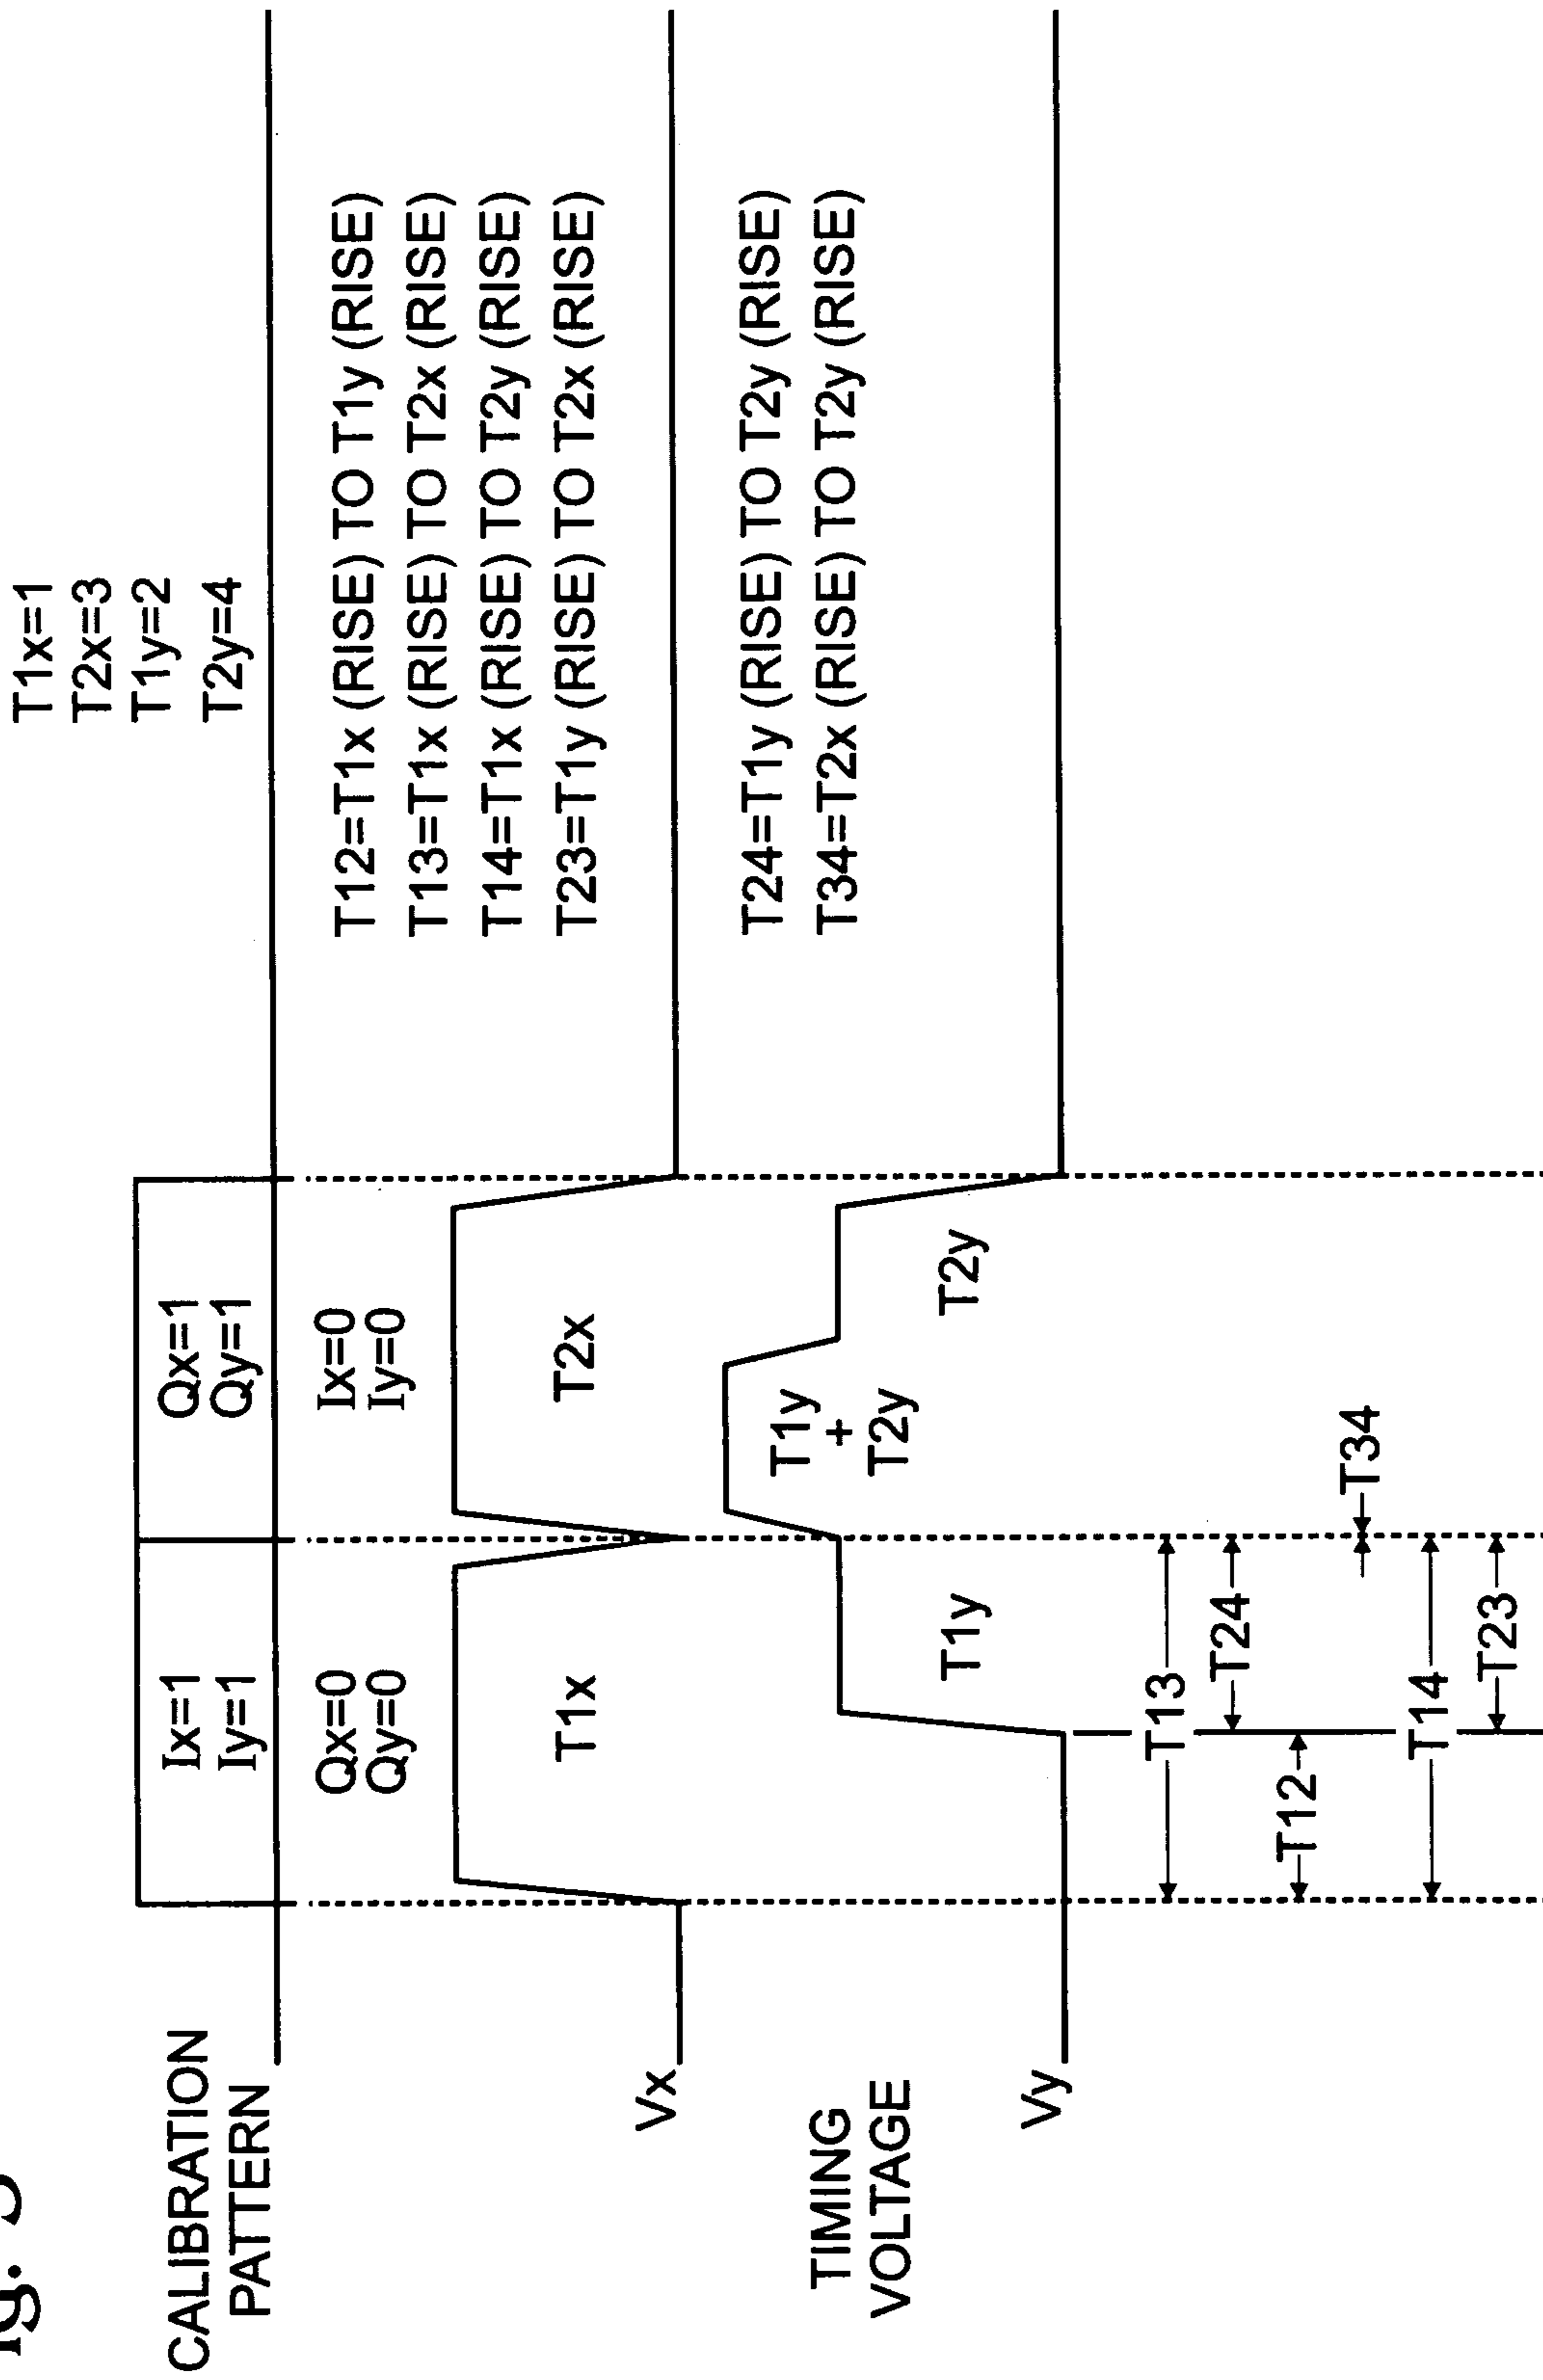 T1x=1
T2x=3
T1y=2
T2y=4
CALIBRATION
PATTERN
Ix=1
Iy=1
Qx=1
Qy=1
Qx=0
Qy=0
Ix=0
Iy=0
T12=T1x (RISE) TO T1y (RISE)
T13=T1x (RISE) TO T2x (RISE)
T14=T1x (RISE) TO T2y (RISE)
T23=T1y (RISE) TO T2x (RISE)
Vx
T1x
T2x
TIMING
VOLTAGE
T24=T1y (RISE) TO T2y (RISE)
T34=T2x (RISE) TO T2y (RISE)
T1y
+
T2y
Vy
T1y
T2y
T13
T24
T12
T34
T14
T23